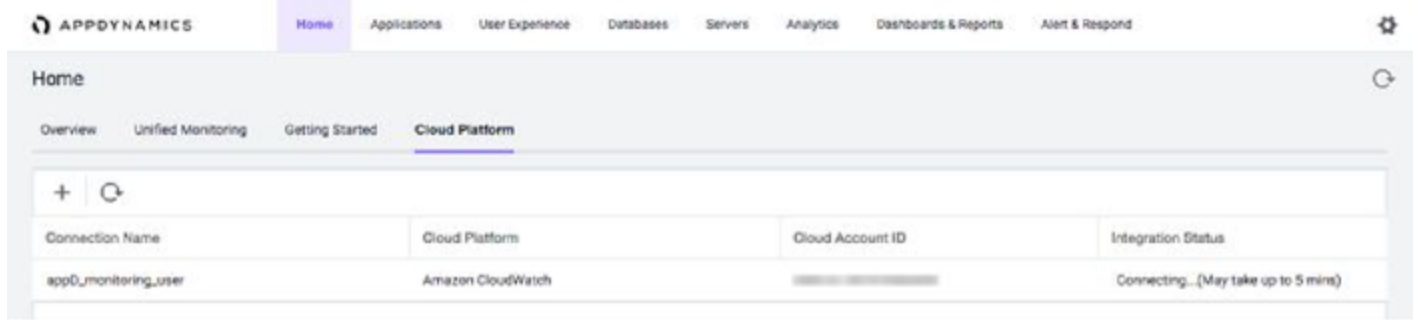 APPDYNAMICS Home Applications User Experience Databases Servers Analytics Dashboards & Reports Alert & Respond
Home
Overview Unified Monitoring Getting Started Cloud Platform
Connection Name Cloud Platform Cloud Account ID Integration Status
appD_monitoring_user Amazon CloudWatch Connecting...(May take up to 5 mins)